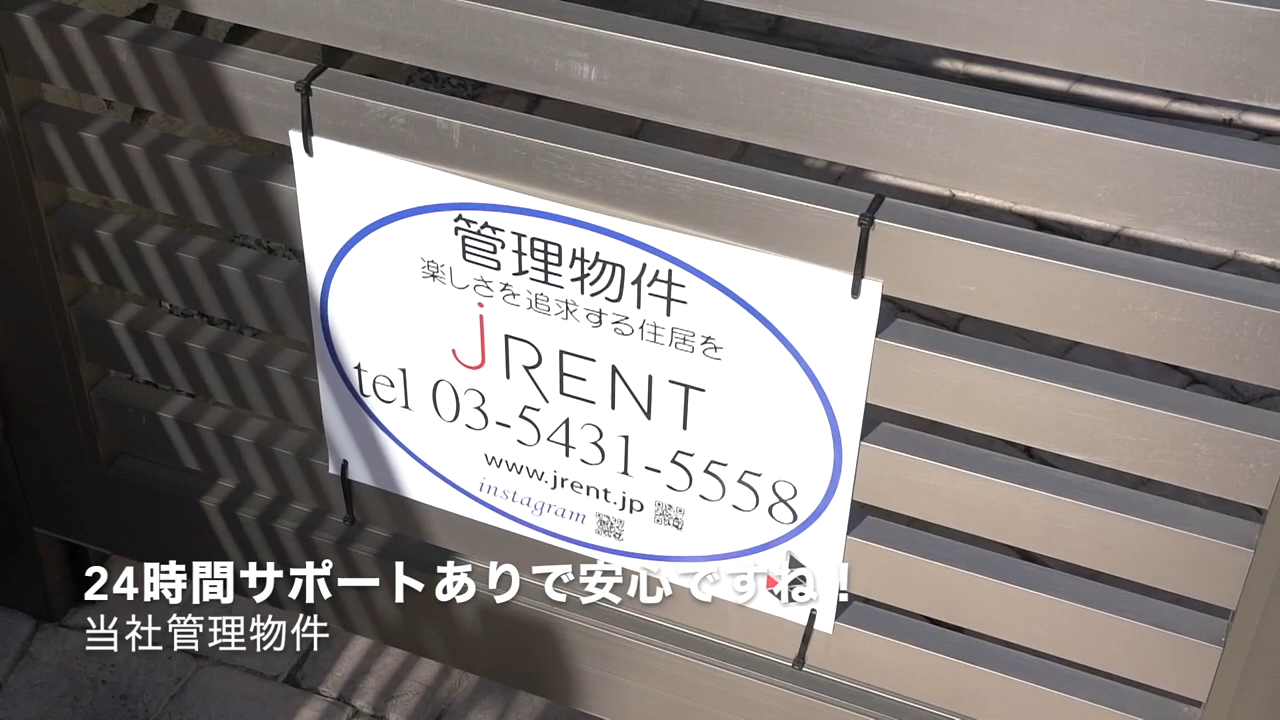 管理物件
楽しさを追求する住居を
jRENT
tel 03-5431-5558
www.jrent.jp
instagram
24時間サポートありで安心ですね！
当社管理物件